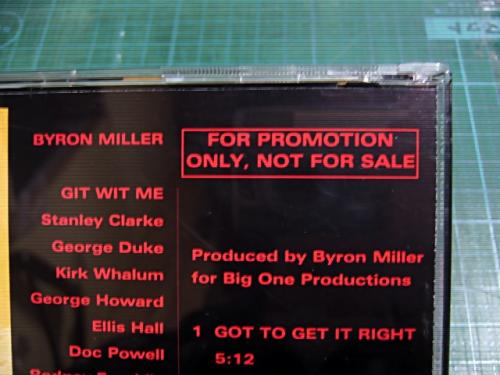 BYRON MILLER
FOR PROMOTION
ONLY, NOT FOR SALE
GIT WIT ME
Stanley Clarke
George Duke
Kirk Whalum
George Howard
Ellis Hall
Doc Powell
Produced by Byron Miller
for Big One Productions
1 GOT TO GET IT RIGHT
5:12